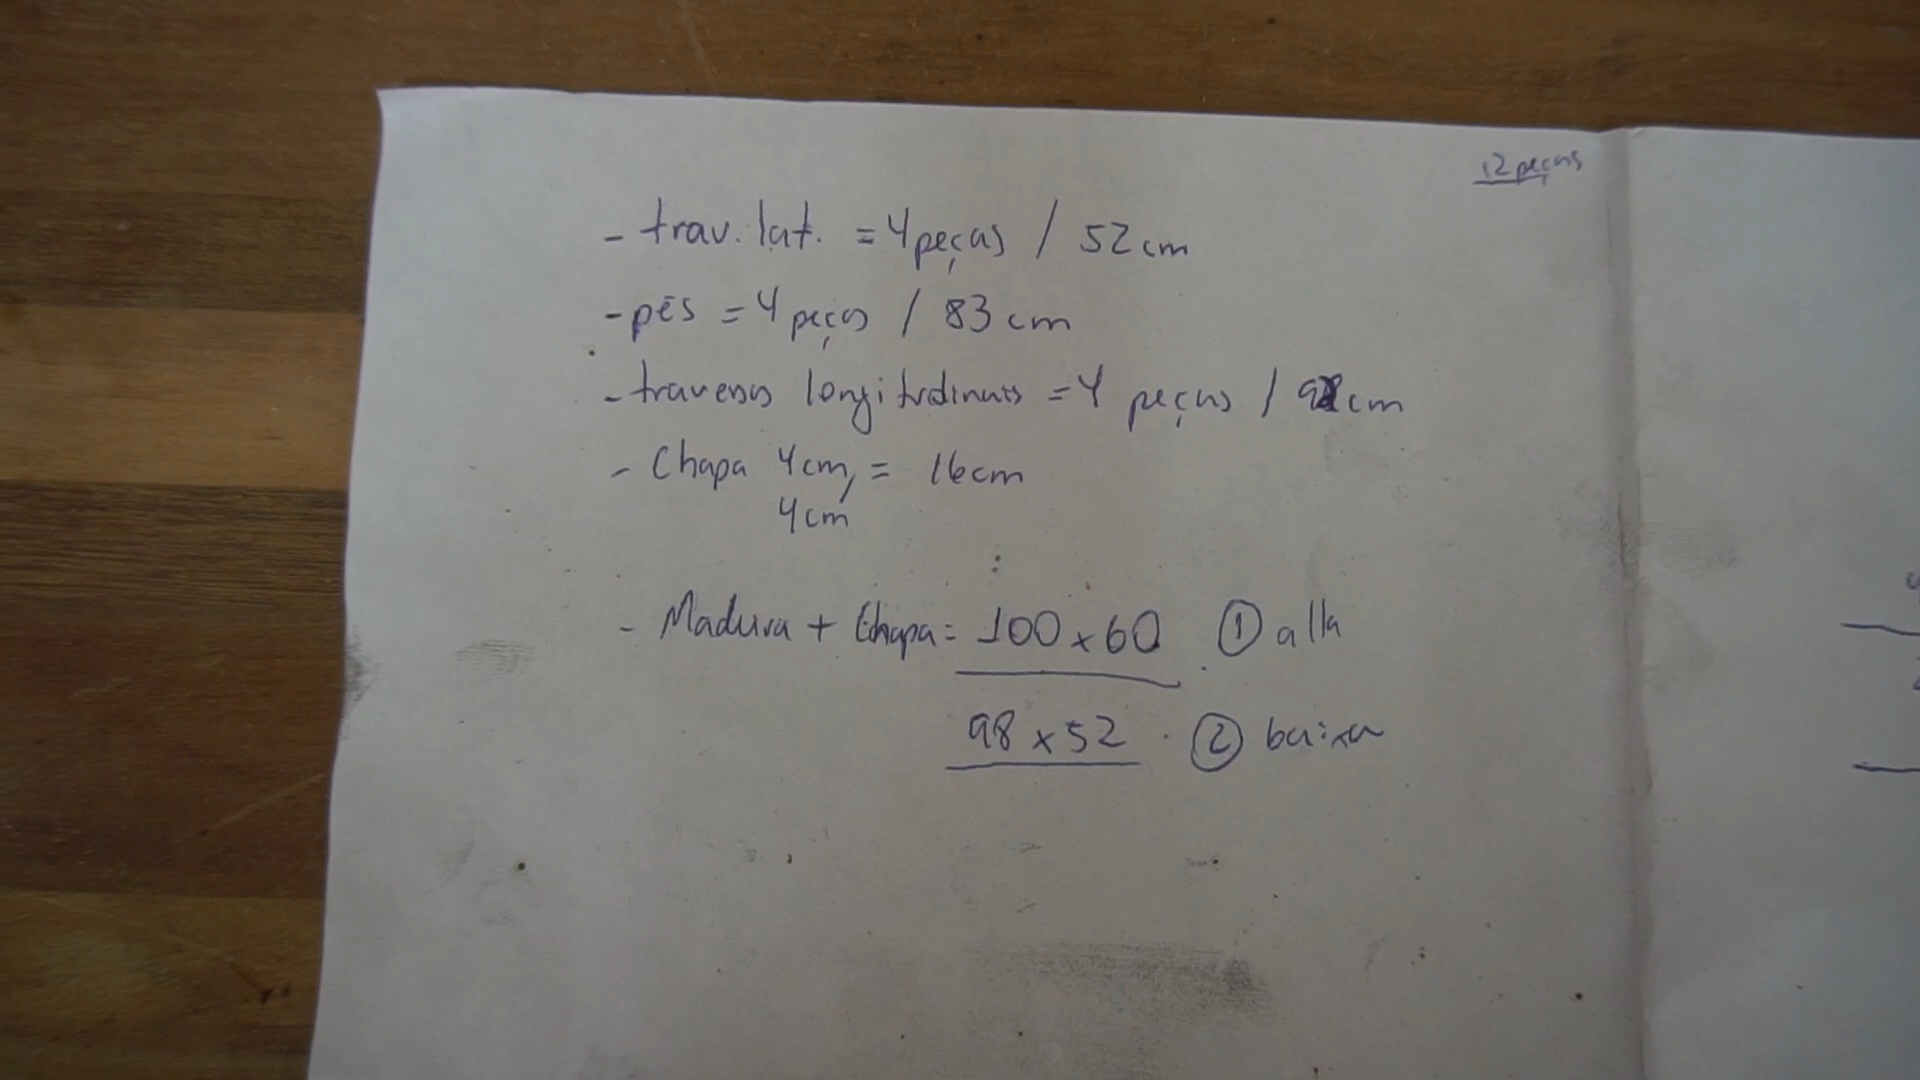 12 peças
- trav. lat. = 4 peças / 52 cm
- pés = 4 peças / 83 cm
- travessas longitudinais = 4 peças / cm
- Chapa 4cm, = 16cm
4cm
- Madeira + Chapa = 100 x 60 ① alta
98 x 52 ② baixa